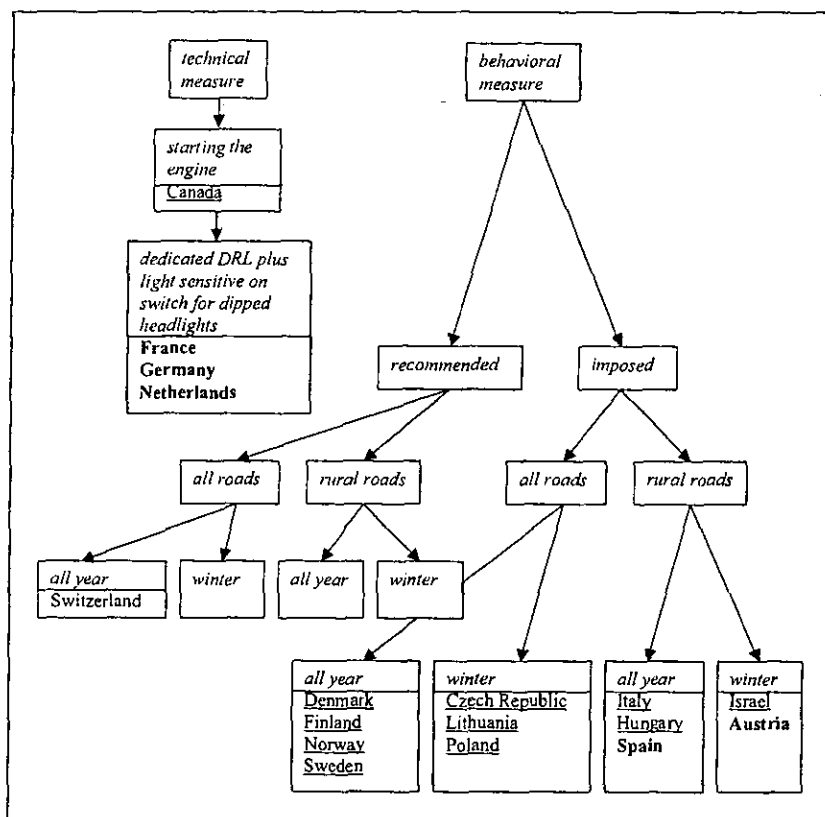 technical
measure
behavioral
measure
starting the
engine
Canada
dedicated DRL plus
light sensitive on
switch for dipped
headlights
France
Germany
Netherlands
recommended
imposed
all roads
rural roads
all roads
rural roads
all year
Switzerland
winter
all year
winter
all year
Denmark
Finland
Norway
Sweden
winter
Czech Republic
Lithuania
Poland
all year
Italy
Hungary
Spain
winter
Israel
Austria